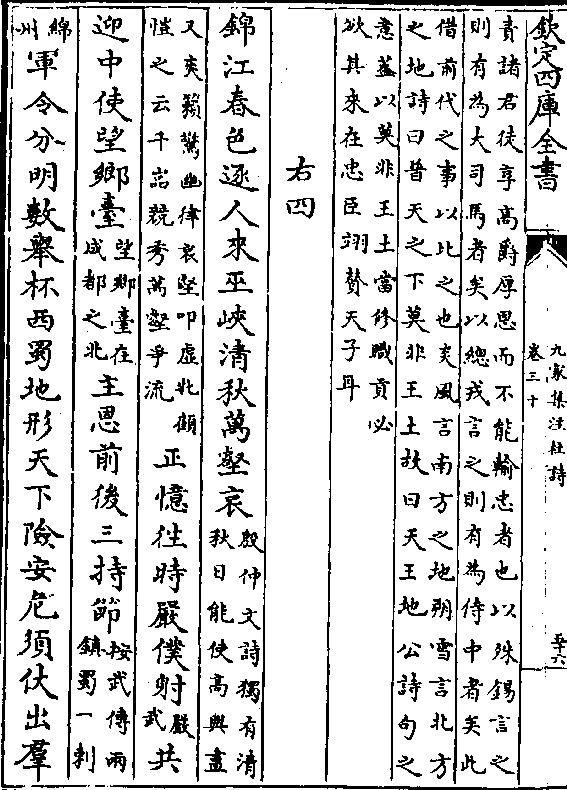 欽定四庫全書
九家集注杜詩
卷三十
五十六
責諸君徒享高爵厚恩而不能輸忠者也以殊錫言之
則有為大司馬者矣以總戎言之則有為侍中者矣此
借前代之事以比之也炎風言南方之地朔雪言北方
之地詩曰普天之下莫非王土故曰天王地公詩句之
意蓋以莫非王土當修職貢必
欲其来在忠臣翊賛天子耳
右四
錦江春色逐人來巫峽清秋萬壑哀
殷仲文詩獨有清
秋日能使高興盡
又爽籟驚幽律哀壑叩虛牝顧
愷之云千岩競秀萬壑爭流
正憶往時嚴僕射
嚴
武
共
迎中使望鄉臺
望鄉臺在
成都之北
主恩前後三持節
按武傳兩
鎮蜀一刺
綿
州
軍令分明數舉杯西蜀地形天下險安危須仗出羣